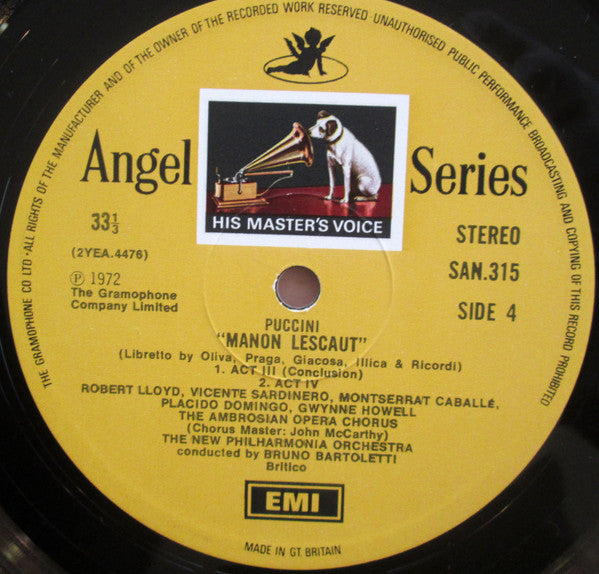 THE GRAMOPHONE CO LTD · ALL RIGHTS OF THE MANUFACTURER AND OF THE OWNER OF THE RECORDED WORK RESERVED · UNAUTHORISED PUBLIC PERFORMANCE BROADCASTING AND COPYING OF THIS RECORD PROHIBITED
Angel Series
HIS MASTER'S VOICE
33⅓
STEREO
(2YEA.4476)
SAN.315
Ⓟ 1972
The Gramophone
Company Limited
SIDE 4
PUCCINI
"MANON LESCAUT"
(Libretto by Oliva, Praga, Giacosa, Illica & Ricordi)
1. ACT III (Conclusion)
2. ACT IV
ROBERT LLOYD, VICENTE SARDINERO, MONTSERRAT CABALLÉ,
PLACIDO DOMINGO, GWYNNE HOWELL
THE AMBROSIAN OPERA CHORUS
(Chorus Master: John McCarthy)
THE NEW PHILHARMONIA ORCHESTRA
conducted by BRUNO BARTOLETTI
Britico
EMI
MADE IN GT. BRITAIN